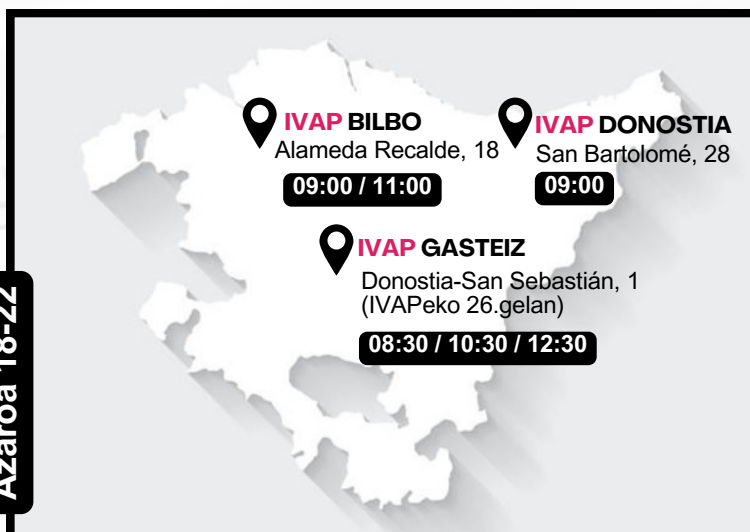 IVAP BILBO
Alameda Recalde, 18
09:00 / 11:00
IVAP DONOSTIA
San Bartolomé, 28
09:00
IVAP GASTEIZ
Donostia-San Sebastián, 1
(IVAPeko 26.gelan)
08:30 / 10:30 / 12:30
Azaroa 18-22